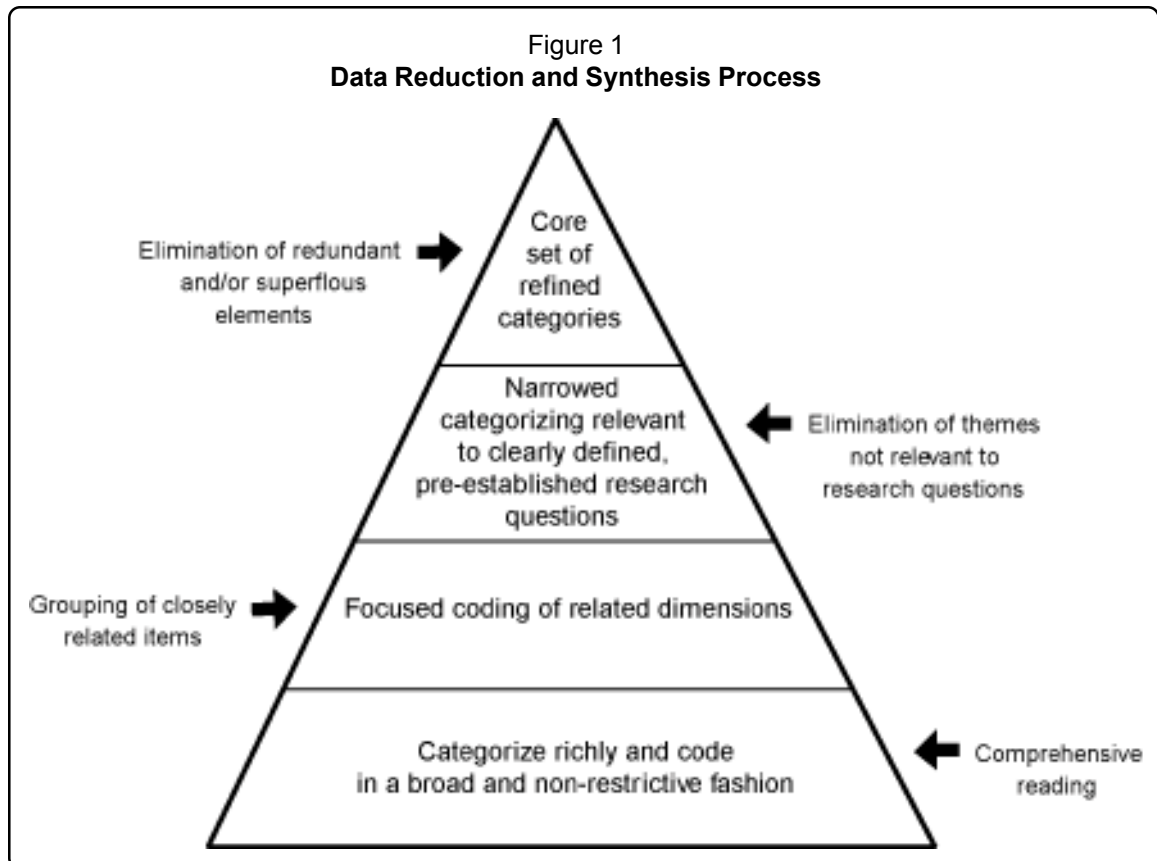 Figure 1
Data Reduction and Synthesis Process
Core
set of
refined
categories
Elimination of redundant
and/or superflous
elements
Narrowed
categorizing relevant
to clearly defined,
pre-established research
questions
Elimination of themes
not relevant to
research questions
Grouping of closely
related items
Focused coding of related dimensions
Categorize richly and code
in a broad and non-restrictive fashion
Comprehensive
reading